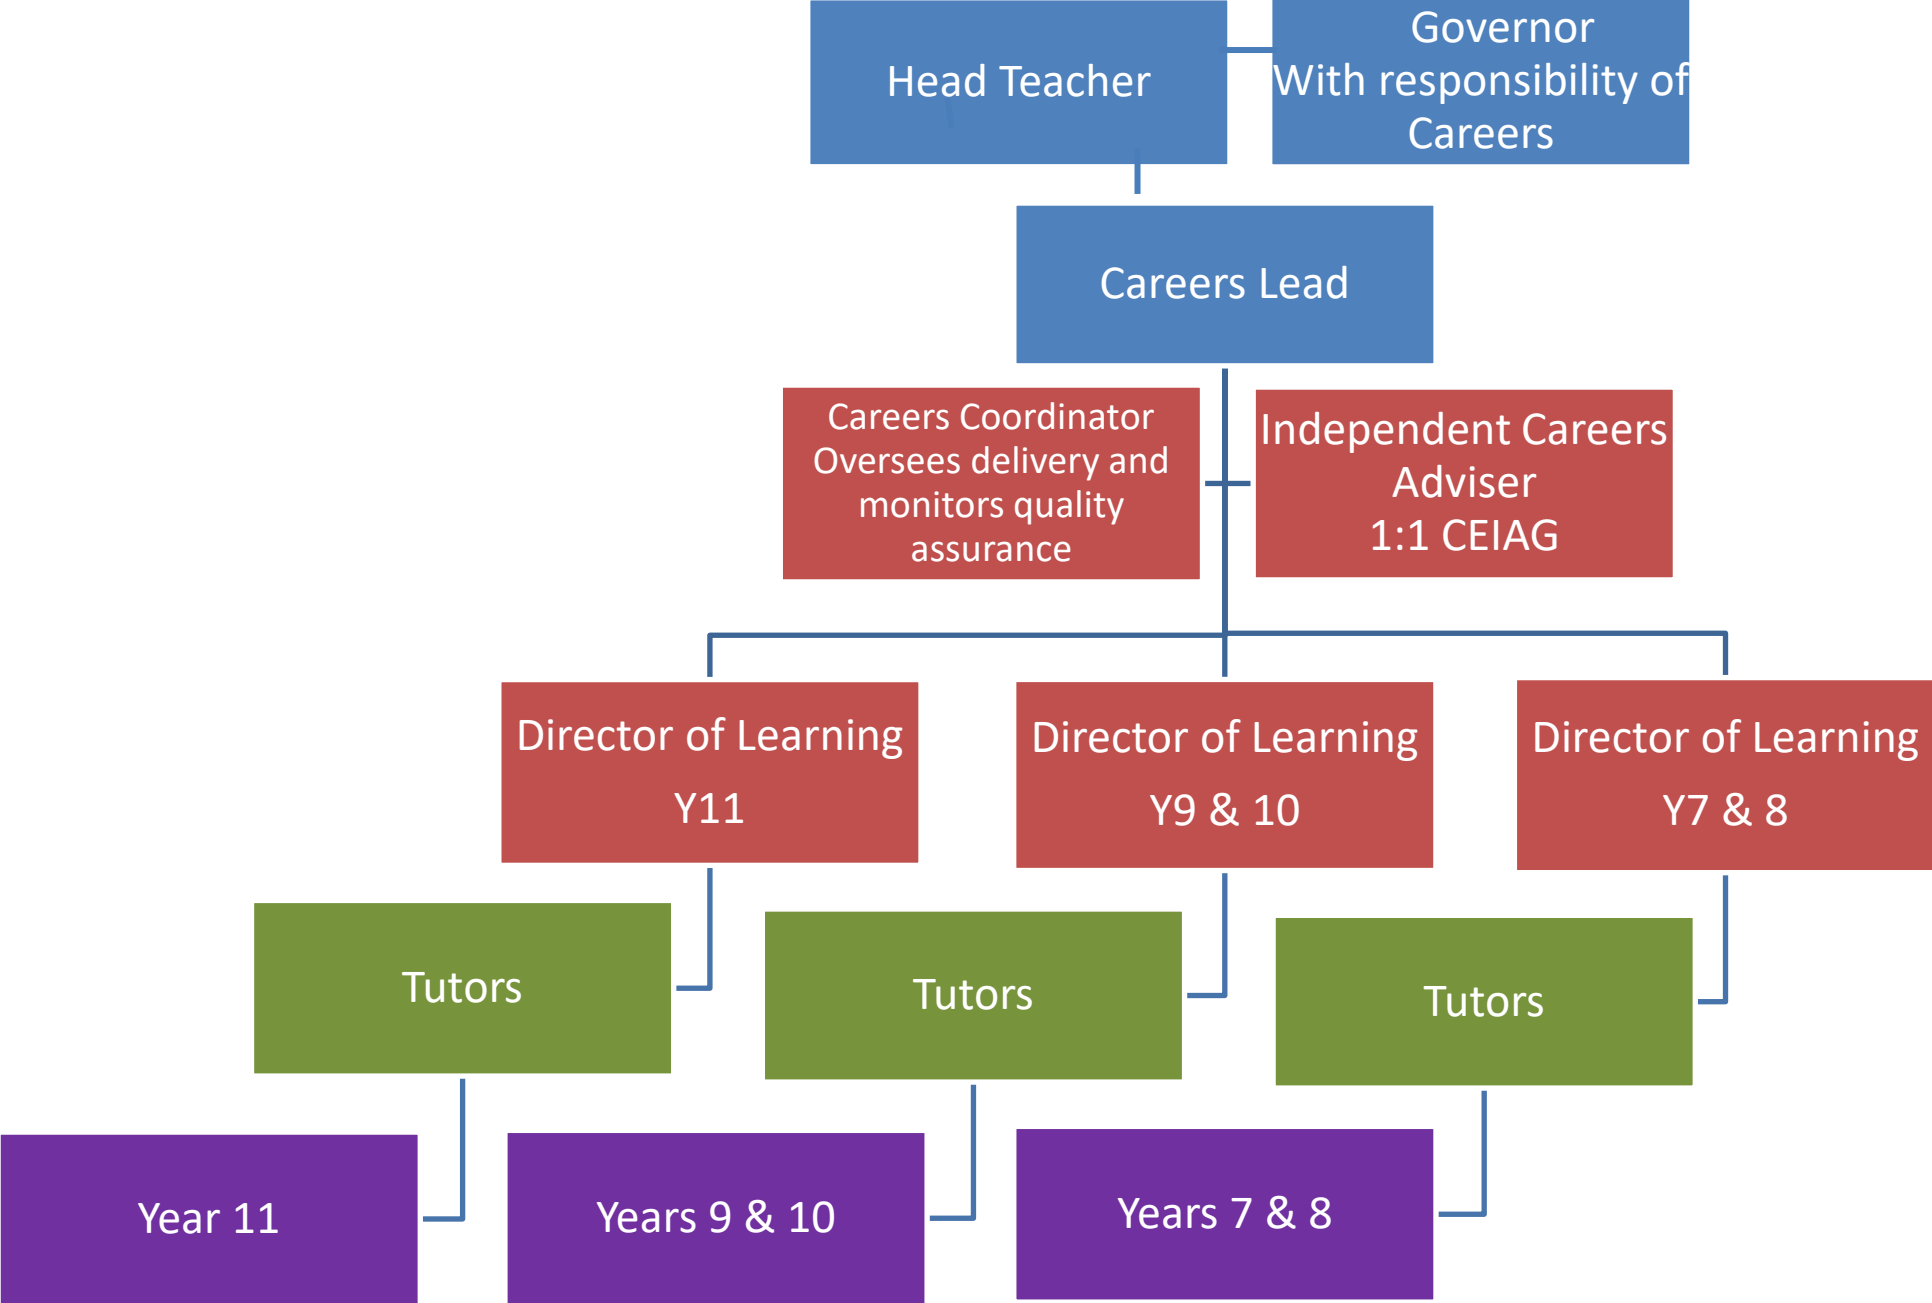 Head Teacher
Governor
With responsibility of
Careers
Careers Lead
Careers Coordinator
Oversees delivery and
monitors quality
assurance
Independent Careers
Adviser
1:1 CEIAG
Director of Learning
Y11
Director of Learning
Y9 & 10
Director of Learning
Y7 & 8
Tutors
Tutors
Tutors
Year 11
Years 9 & 10
Years 7 & 8